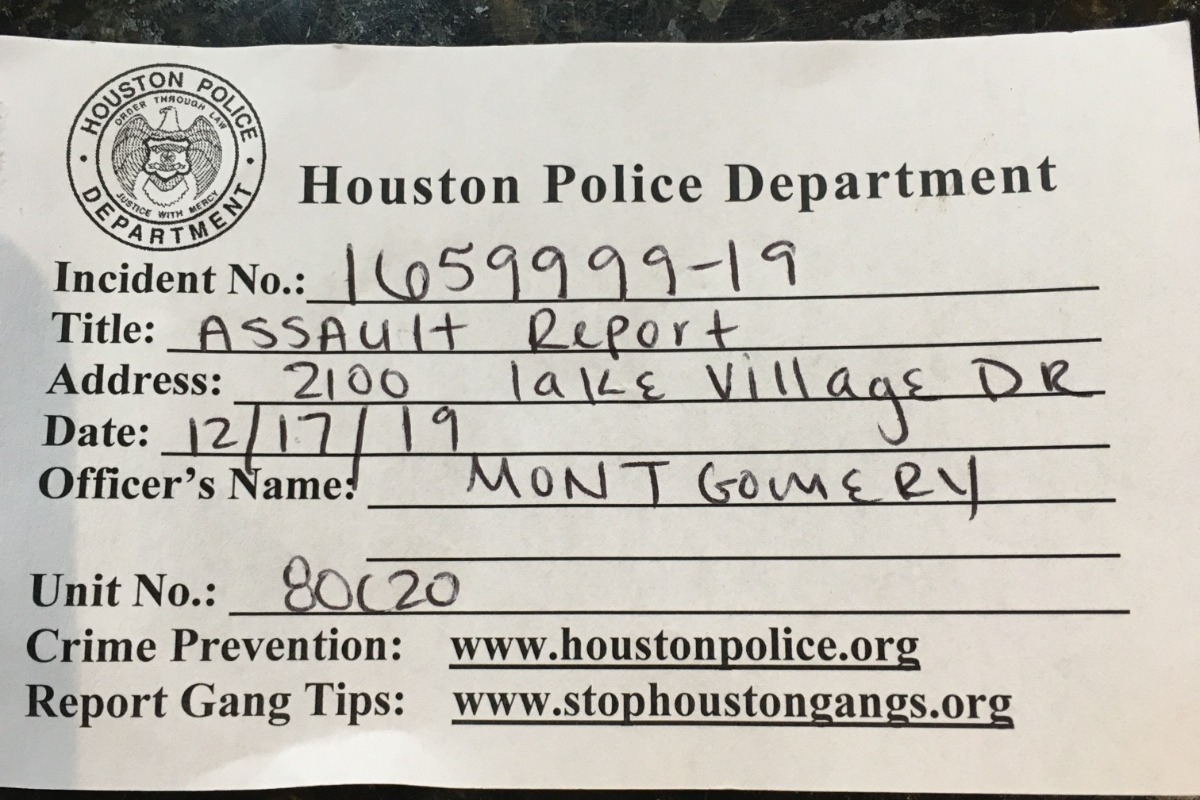 HOUSTON POLICE DEPARTMENT
ORDER THROUGH LAW
JUSTICE WITH MERCY
Houston Police Department
Incident No.: 1659999-19
Title: ASSAUlt Report
Address: 2100 lake Village DR
Date: 12/17/19
Officer's Name: MONTGOMERY
Unit No.: 80C20
Crime Prevention: www.houstonpolice.org
Report Gang Tips: www.stophoustongangs.org